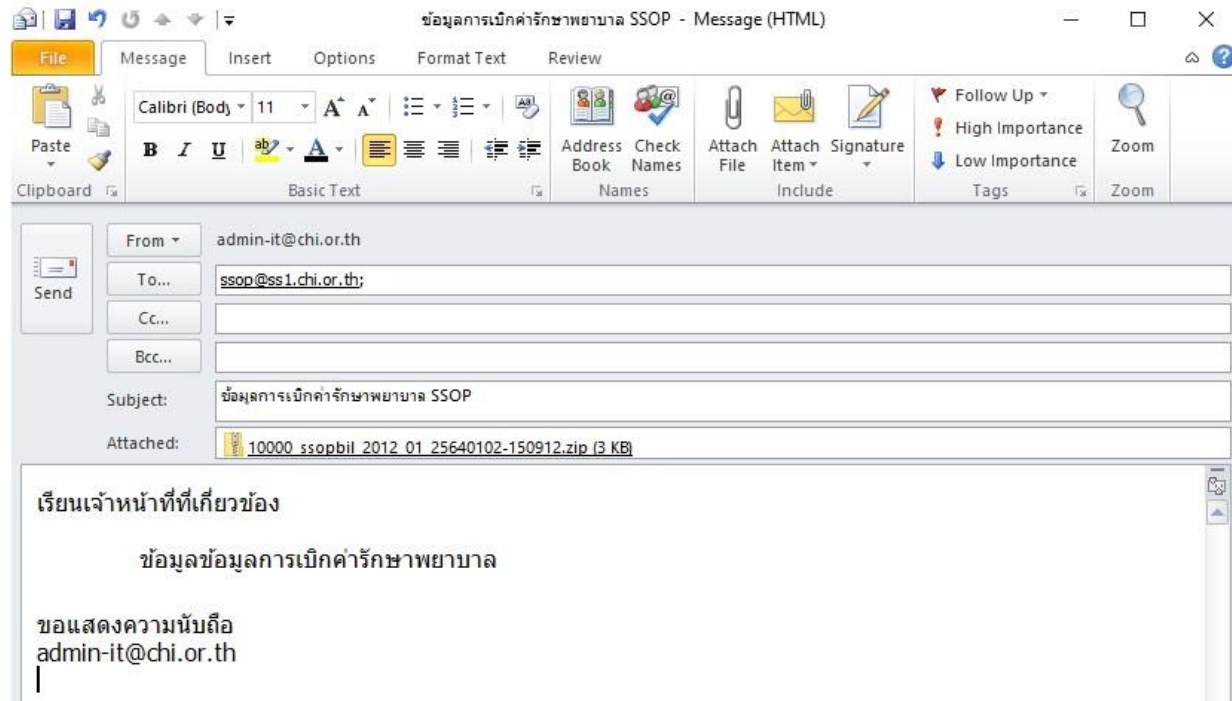 ข้อมูลการเบิกค่ารักษาพยาบาล SSOP - Message (HTML)
File Message Insert Options Format Text Review
Calibri (Body 11
Paste
Address Book
Check Names
Attach File
Attach Item
Signature
Follow Up
High Importance
Low Importance
Zoom
Clipboard Basic Text Names Include Tags Zoom
From admin-it@chi.or.th
Send
To... ssop@ss1.chi.or.th;
Cc...
Bcc...
Subject: ข้อมูลการเบิกค่ารักษาพยาบาล SSOP
Attached: 10000_ssopbil_2012_01_25640102-150912.zip (3 KB)
เรียนเจ้าหน้าที่ที่เกี่ยวข้อง
ข้อมูลข้อมูลการเบิกค่ารักษาพยาบาล
ขอแสดงความนับถือ
admin-it@chi.or.th